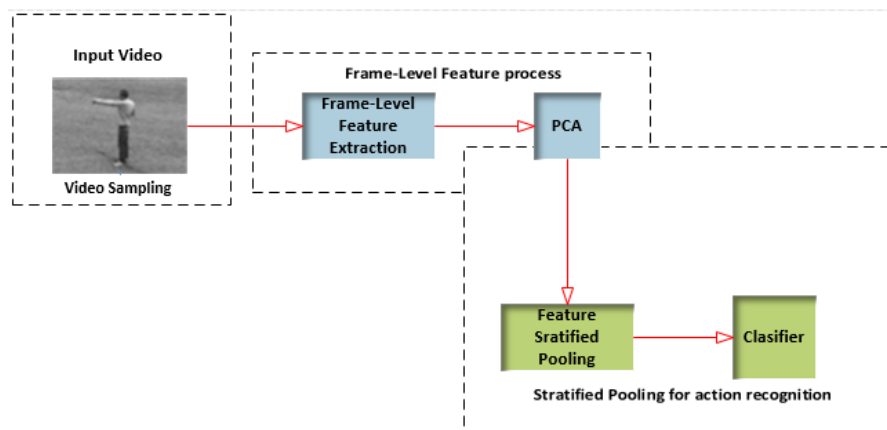 Input Video
Video Sampling
Frame-Level Feature process
Frame-Level
Feature
Extraction
PCA
Feature
Sratified
Pooling
Clasifier
Stratified Pooling for action recognition